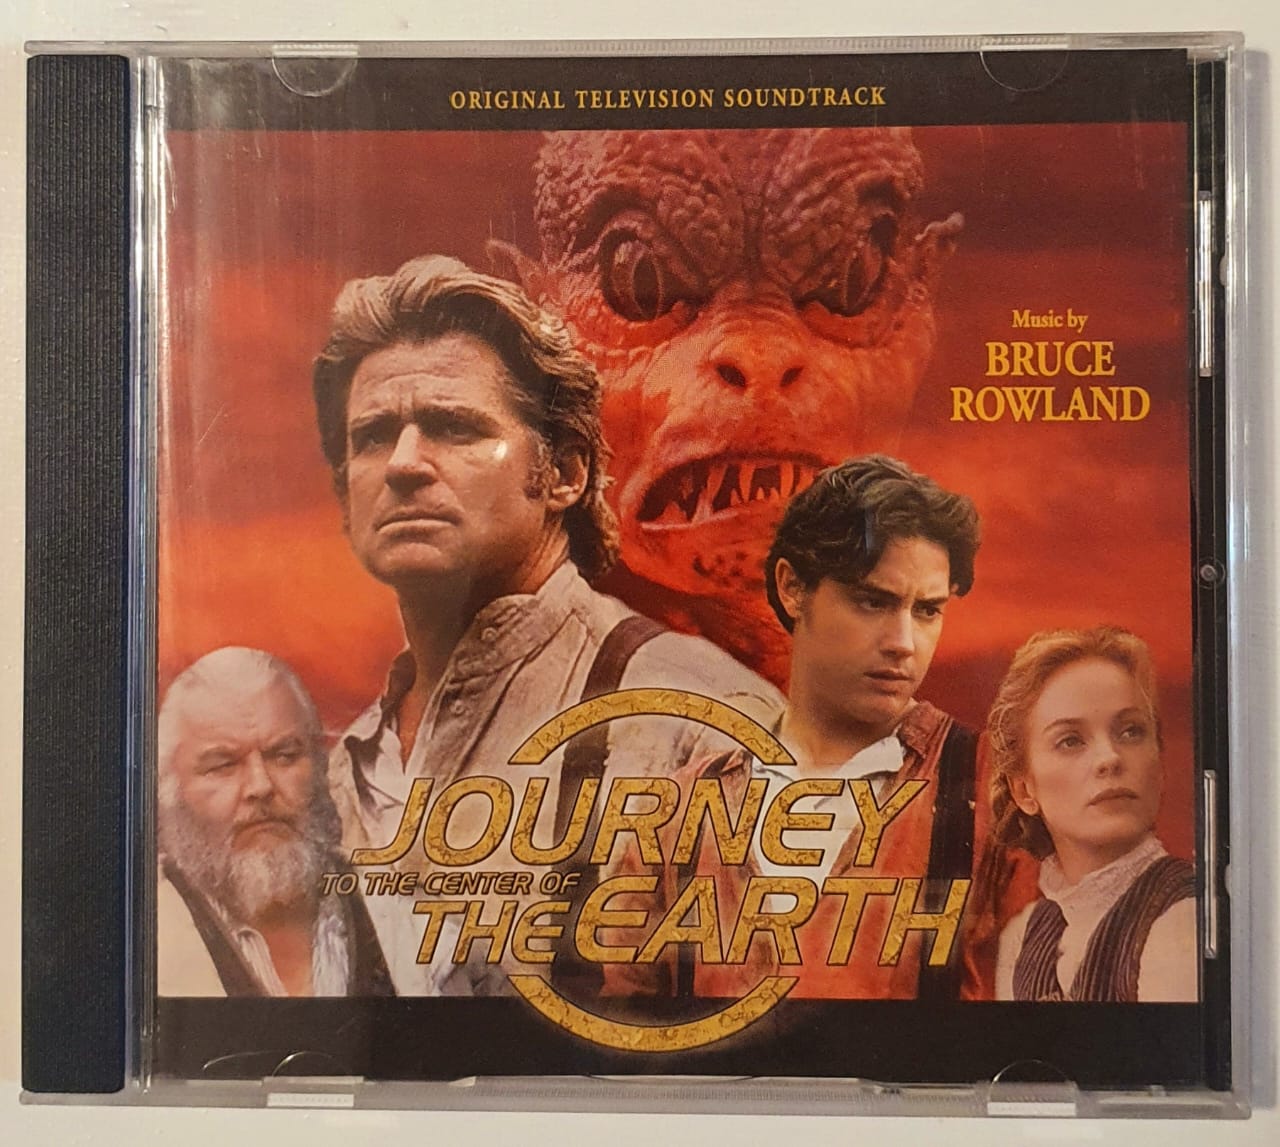 ORIGINAL TELEVISION SOUNDTRACK
Music by
BRUCE
ROWLAND
JOURNEY
TO THE CENTER OF
THE EARTH